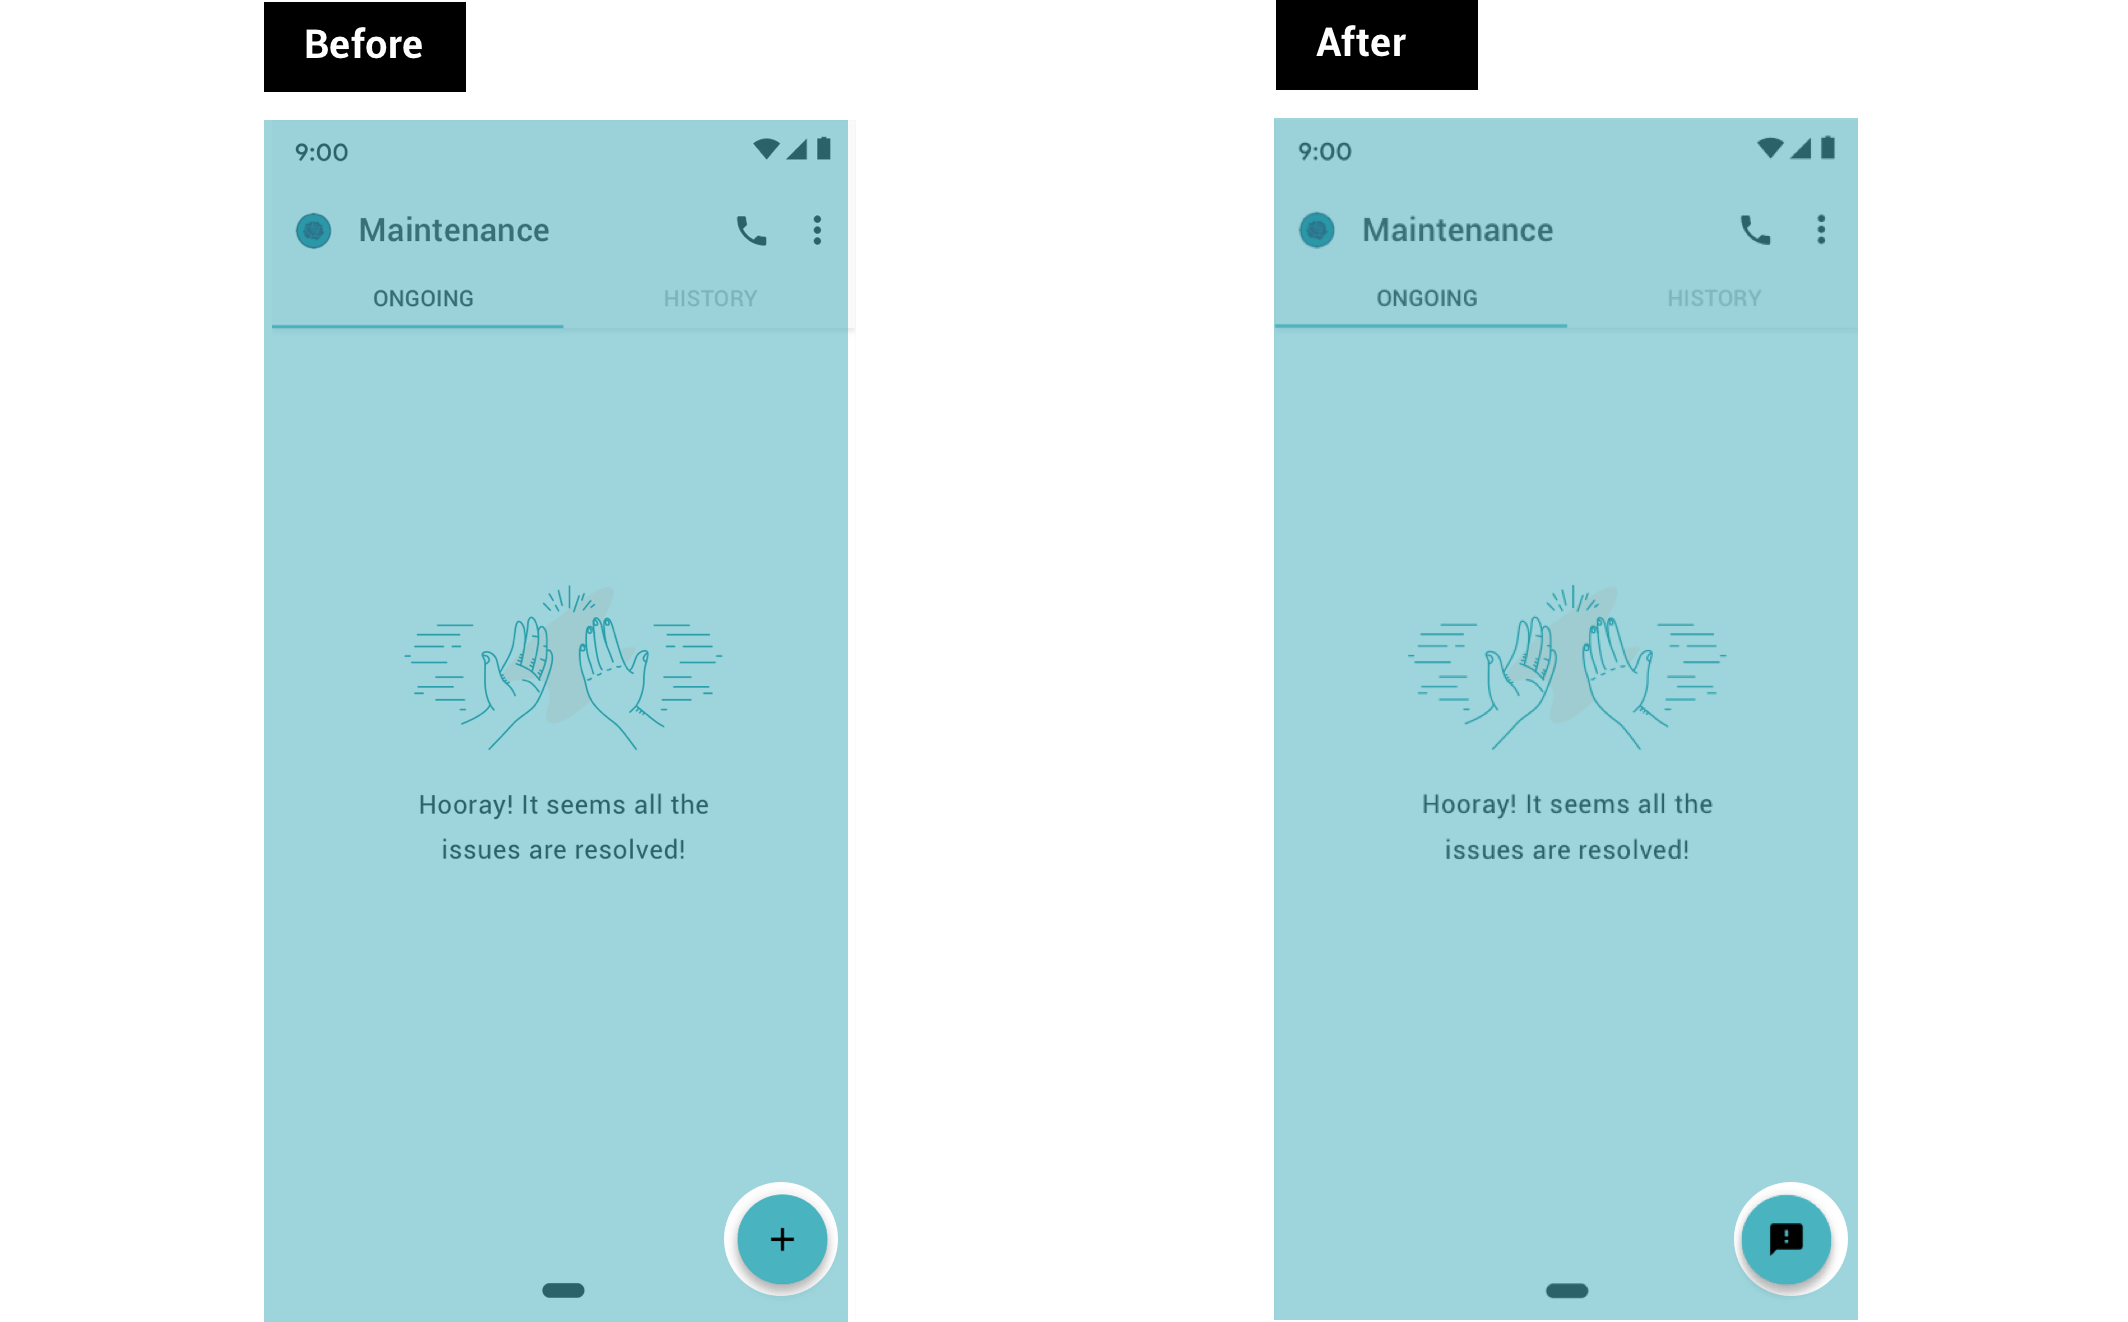 Before
9:00
Maintenance
ONGOING
HISTORY
Hooray! It seems all the
issues are resolved!
After
9:00
Maintenance
ONGOING
HISTORY
Hooray! It seems all the
issues are resolved!